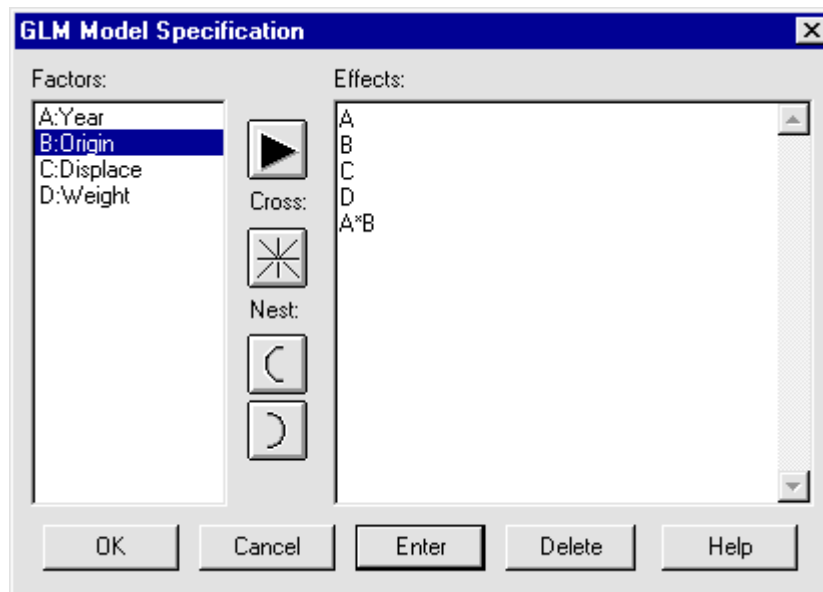 GLM Model Specification
Factors:
A:Year
B:Origin
C:Displace
D:Weight
Cross:
Nest:
Effects:
A
B
C
D
A*B
OK
Cancel
Enter
Delete
Help